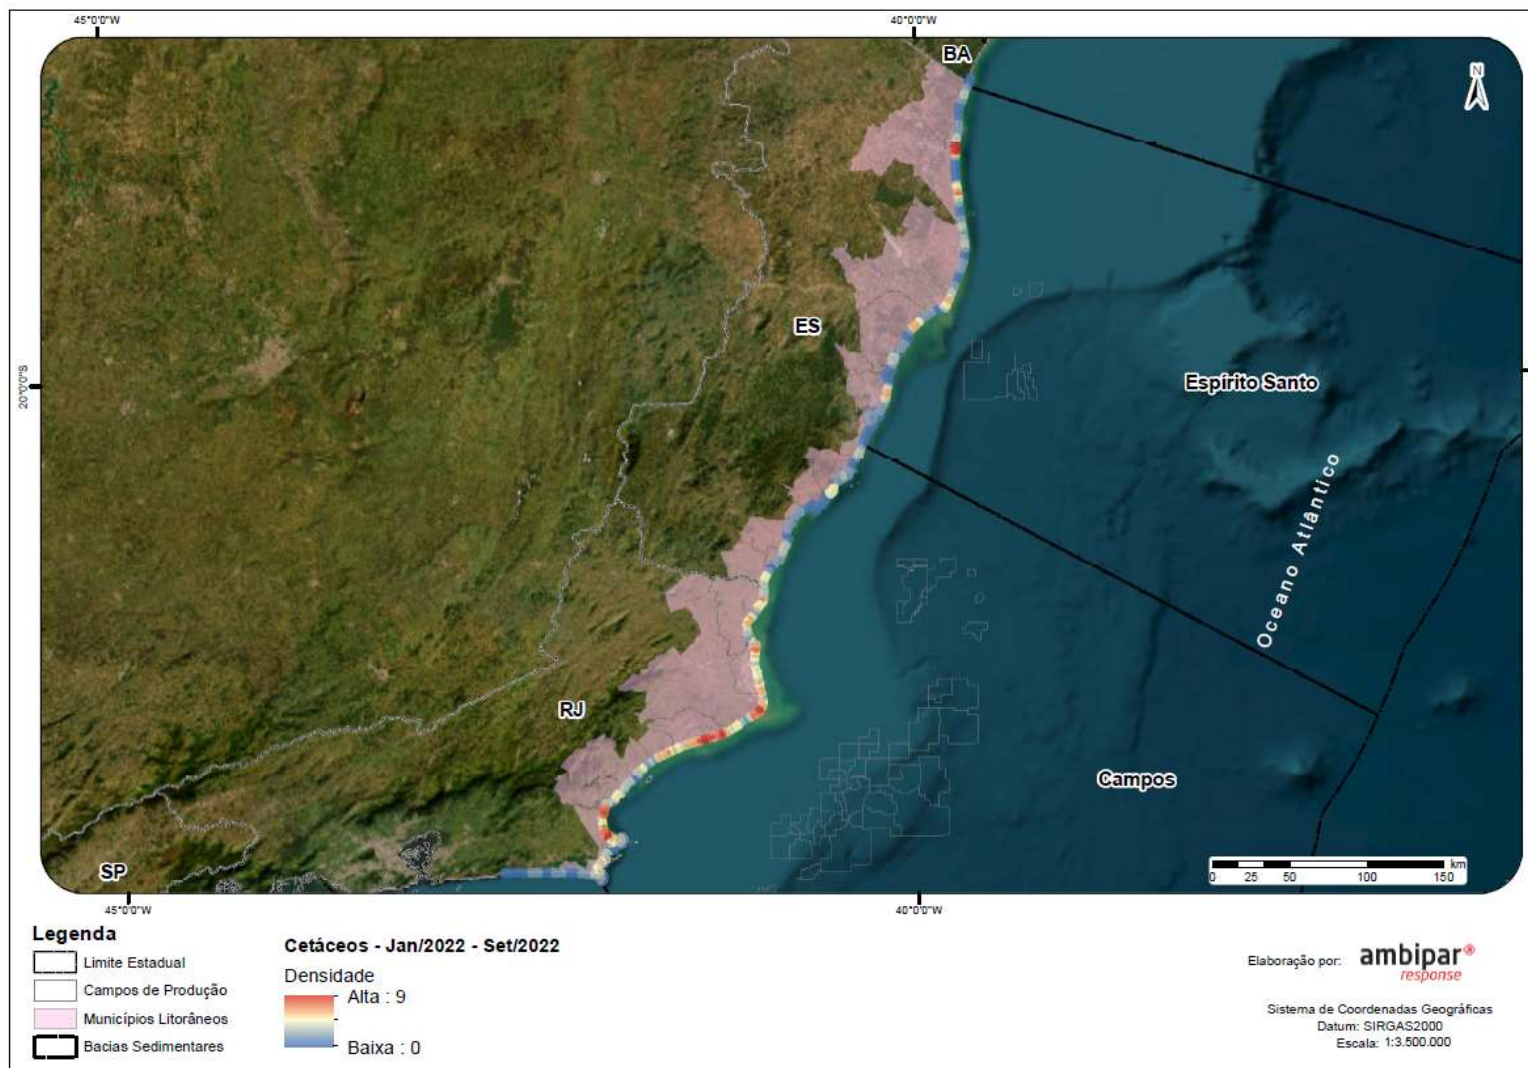 45°0'0"W
40°0'0"W
BA
N
ES
20°0'0"S
Espírito Santo
Oceano Atlântico
RJ
Campos
SP
km
0 25 50 100 150
45°0'0"W
40°0'0"W
Legenda
Limite Estadual
Campos de Produção
Municípios Litorâneos
Bacias Sedimentares
Cetáceos - Jan/2022 - Set/2022
Densidade
Alta : 9
Baixa : 0
Elaboração por:
ambipar®
response
Sistema de Coordenadas Geográficas
Datum: SIRGAS2000
Escala: 1:3.500.000